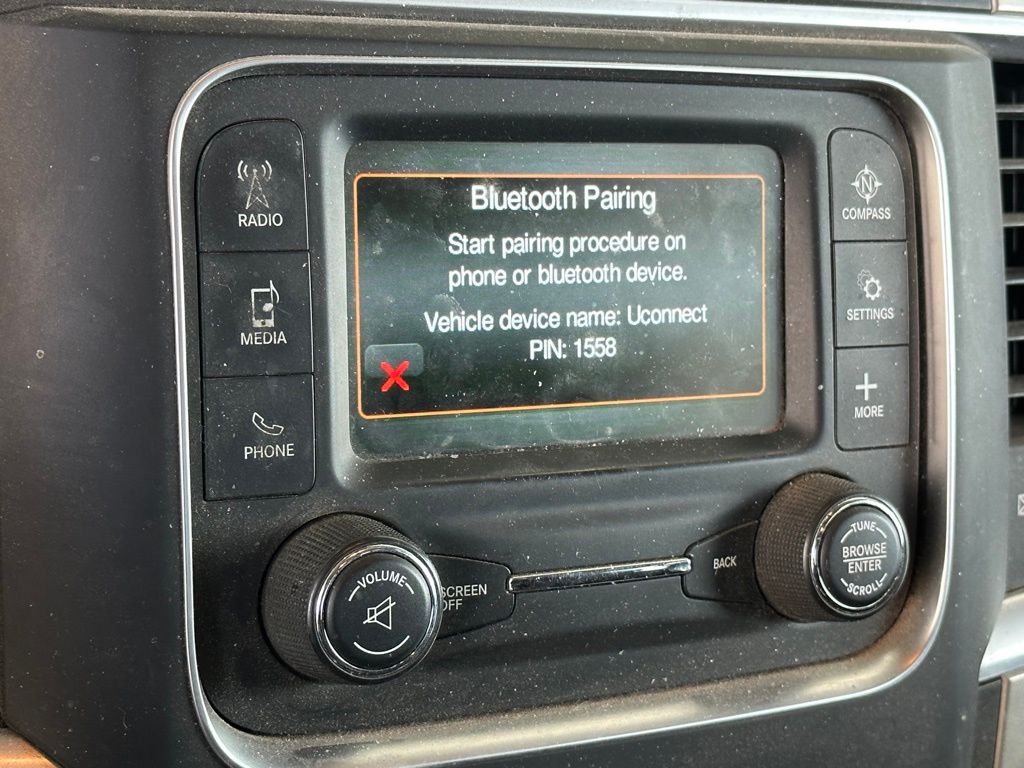 RADIO
MEDIA
PHONE
Bluetooth Pairing
Start pairing procedure on
phone or bluetooth device.
Vehicle device name: Uconnect
PIN: 1558
N
COMPASS
SETTINGS
MORE
VOLUME
SCREEN
OFF
BACK
TUNE
BROWSE
ENTER
SCROLL